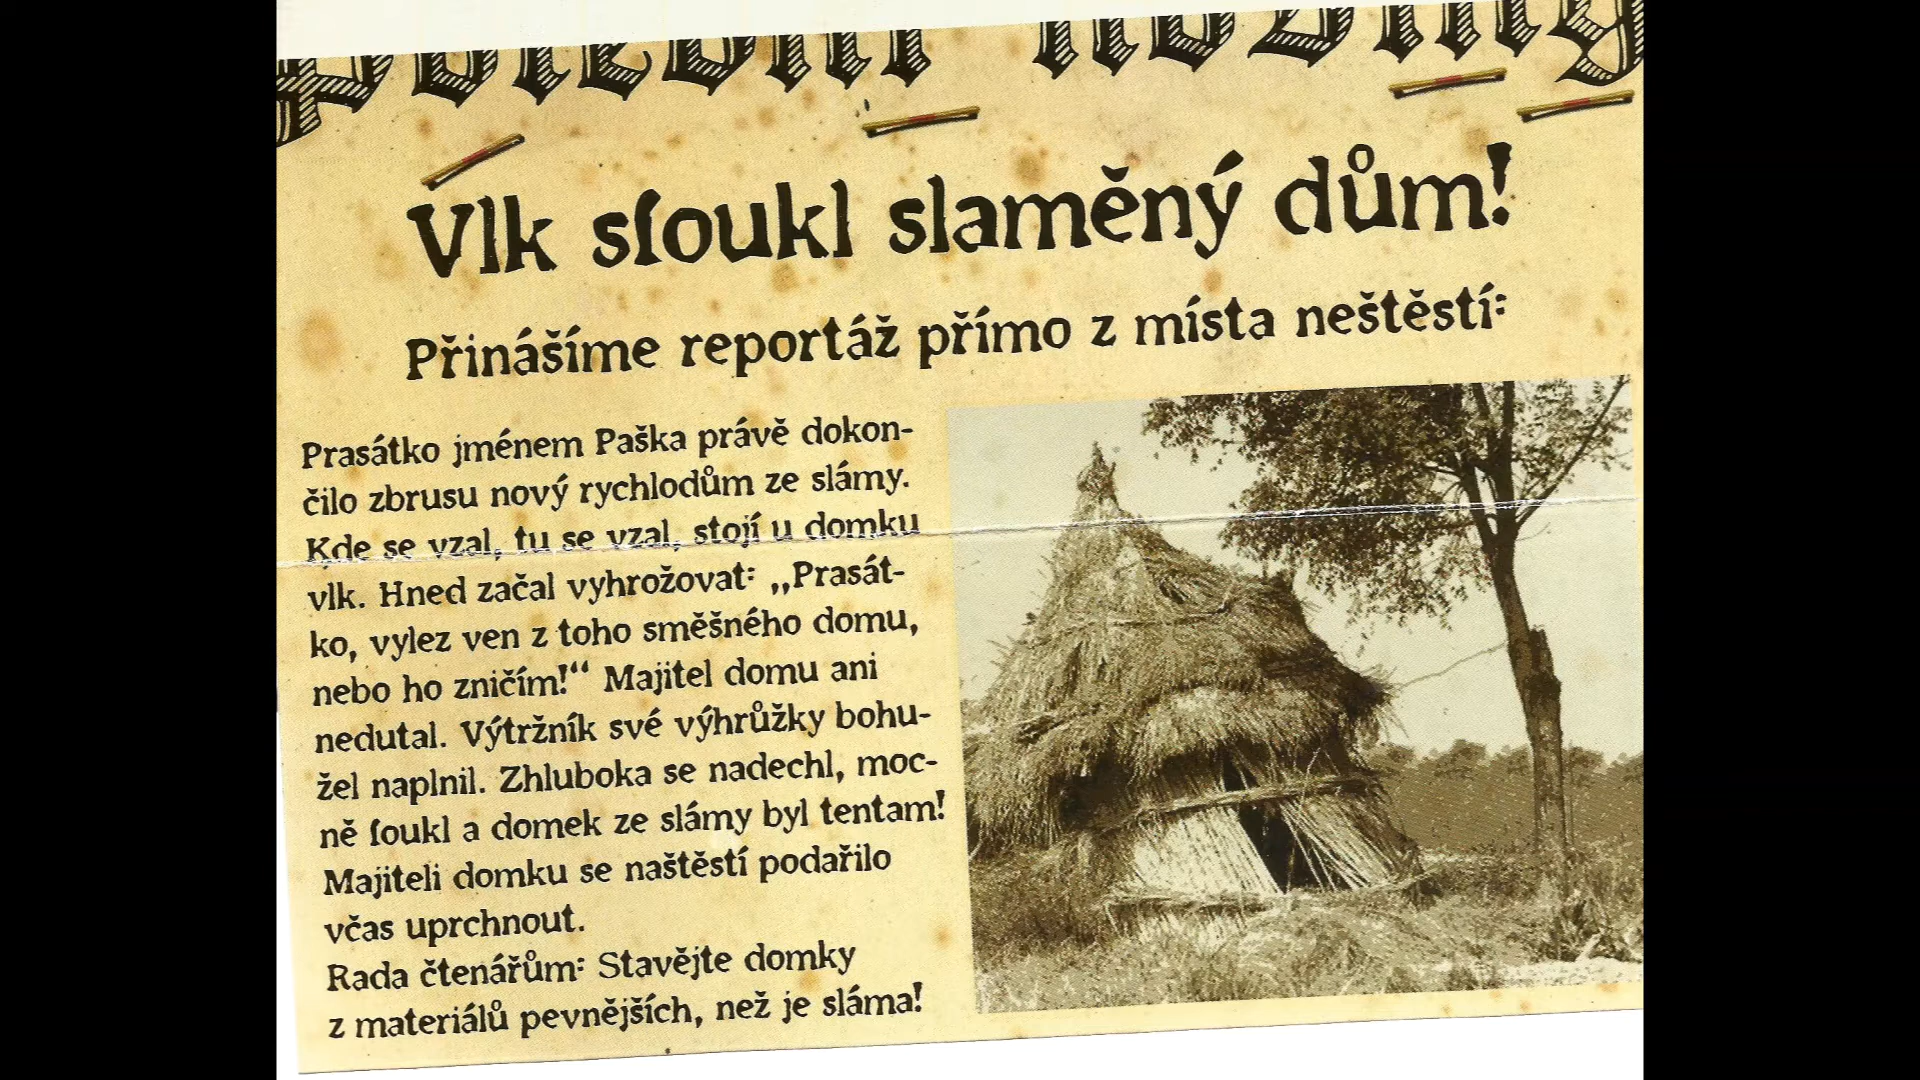 noviny
Vlk sfoukl slaměný dům!
Přinášíme reportáž přímo z místa neštěstí:
Prasátko jménem Paška právě dokon-
čilo zbrusu nový rychlodům ze slámy.
Kde se vzal, tu se vzal, stojí u domku
vlk. Hned začal vyhrožovat: „Prasát-
ko, vylez ven z toho směšného domu,
nebo ho zničím!“ Majitel domu ani
nedutal. Výtržník své výhrůžky bohu-
žel naplnil. Zhluboka se nadechl, moc-
ně foukl a domek ze slámy byl tentam!
Majiteli domku se naštěstí podařilo
včas uprchnout.
Rada čtenářům: Stavějte domky
z materiálů pevnějších, než je sláma!